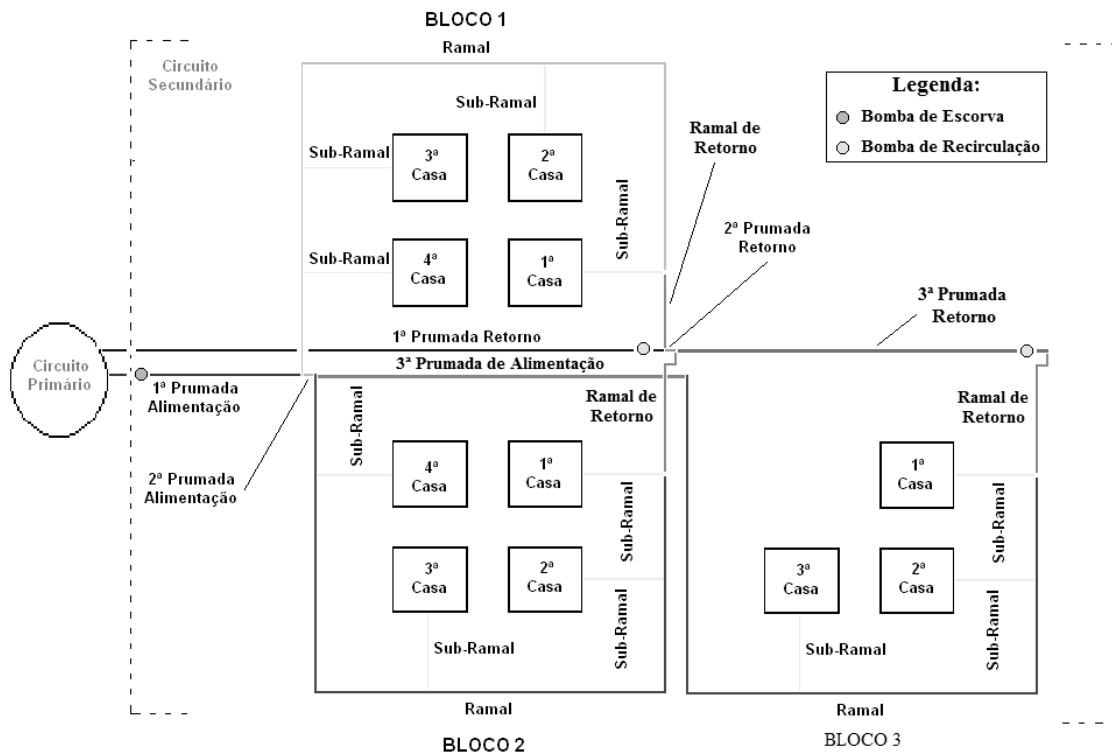 BLOCO 1
Ramal
Circuito
Secundário
Sub-Ramal
Sub-Ramal
3ª
Casa
2ª
Casa
Sub-Ramal
Sub-Ramal
4ª
Casa
1ª
Casa
Ramal de
Retorno
2ª Prumada
Retorno
Legenda:
Bomba de Escorva
Bomba de Recirculação
3ª Prumada
Retorno
1ª Prumada Retorno
3ª Prumada de Alimentação
Circuito
Primário
1ª Prumada
Alimentação
2ª Prumada
Alimentação
Sub-Ramal
Ramal de
Retorno
4ª
Casa
1ª
Casa
Sub-Ramal
3ª
Casa
2ª
Casa
Sub-Ramal
Sub-Ramal
Ramal
BLOCO 2
Ramal de
Retorno
1ª
Casa
Sub-Ramal
3ª
Casa
2ª
Casa
Sub-Ramal
Sub-Ramal
Ramal
BLOCO 3